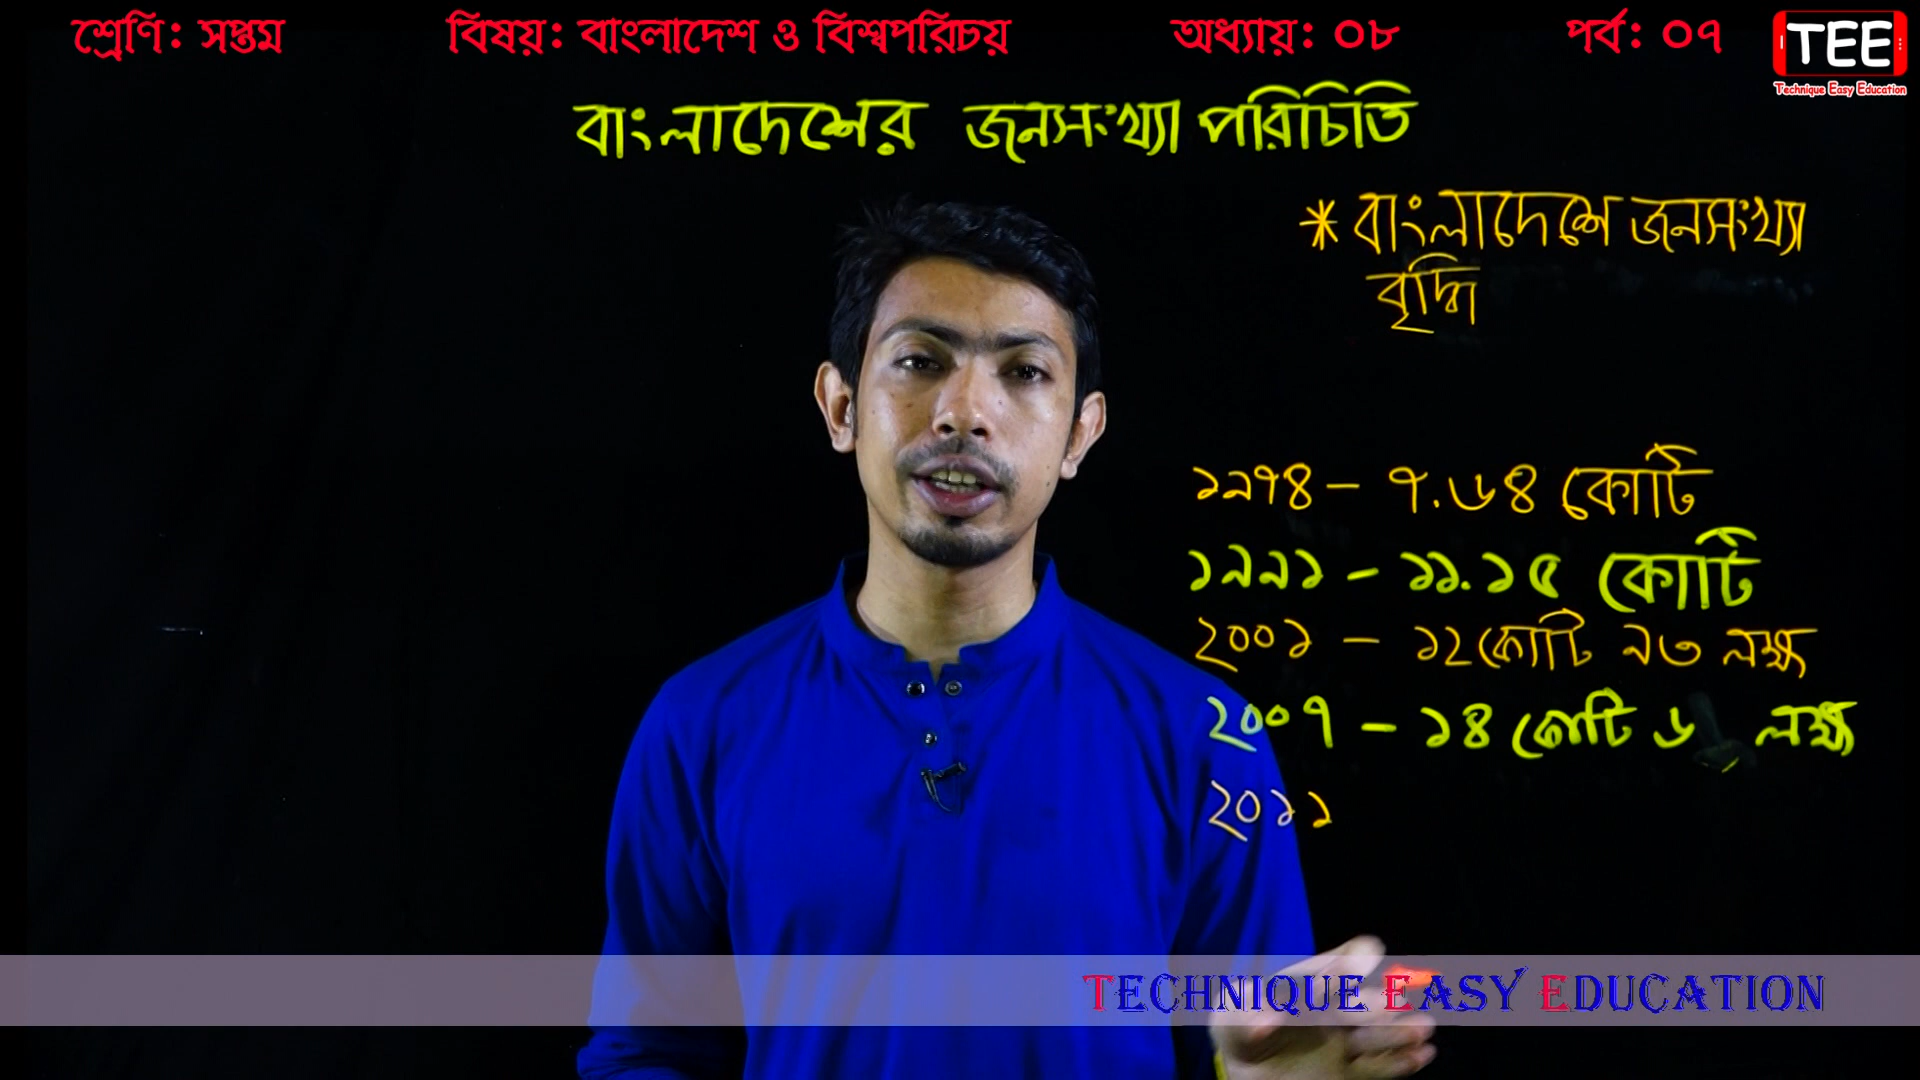 শ্রেণি: সপ্তম বিষয়: বাংলাদেশ ও বিশ্বপরিচয় অধ্যায়: ০৮ পর্ব: ০৭
TEE
Technique Easy Education
বাংলাদেশের জনসংখ্যা পরিচিতি
* বাংলাদেশে জনসংখ্যা
বৃদ্ধি
১৯৭৪ – ৭.৬৪ কোটি
১৯৯১ – ১১.১৫ কোটি
২০০১ – ১২ কোটি ৯৩ লক্ষ
২০০৭ – ১৪ কোটি ৬ লক্ষ
২০১১
TECHNIQUE EASY EDUCATION